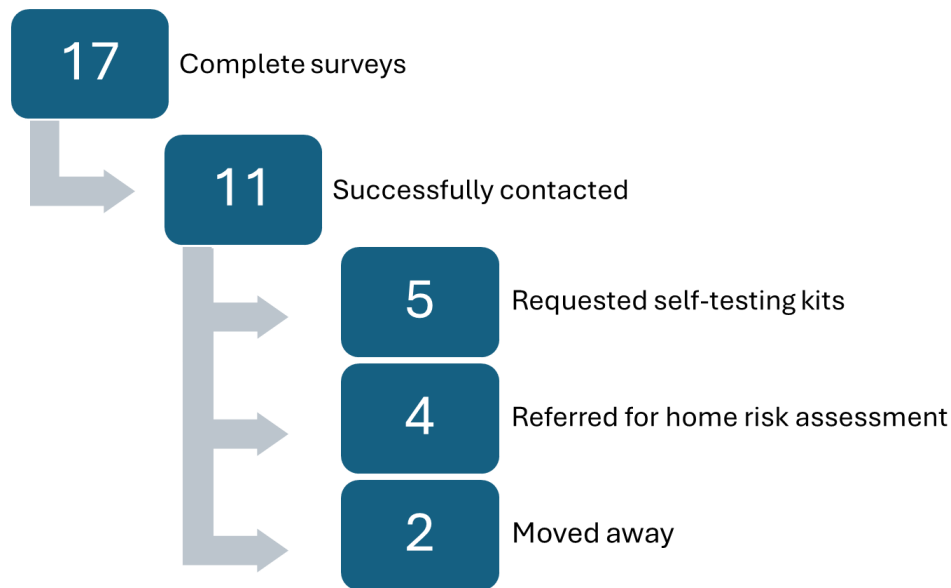 17
Complete surveys
11
Successfully contacted
5
Requested self-testing kits
4
Referred for home risk assessment
2
Moved away